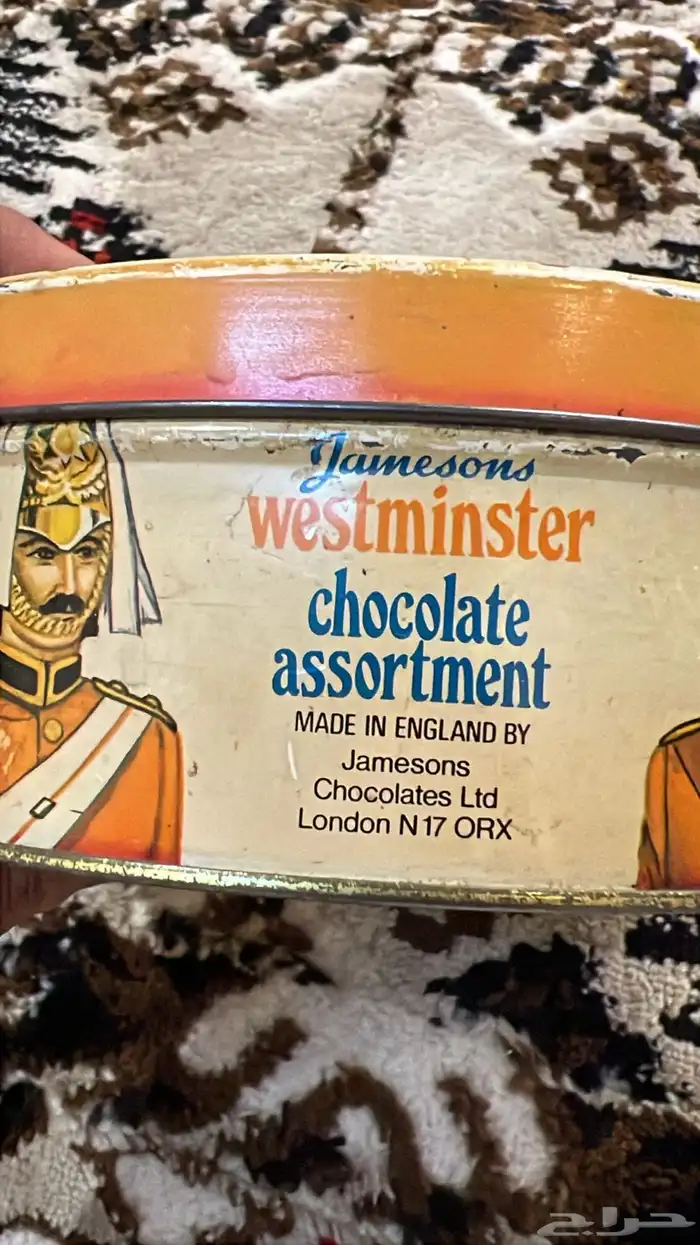 Jamesons
westminster
chocolate
assortment
MADE IN ENGLAND BY
Jamesons
Chocolates Ltd
London N17 ORX
حراج